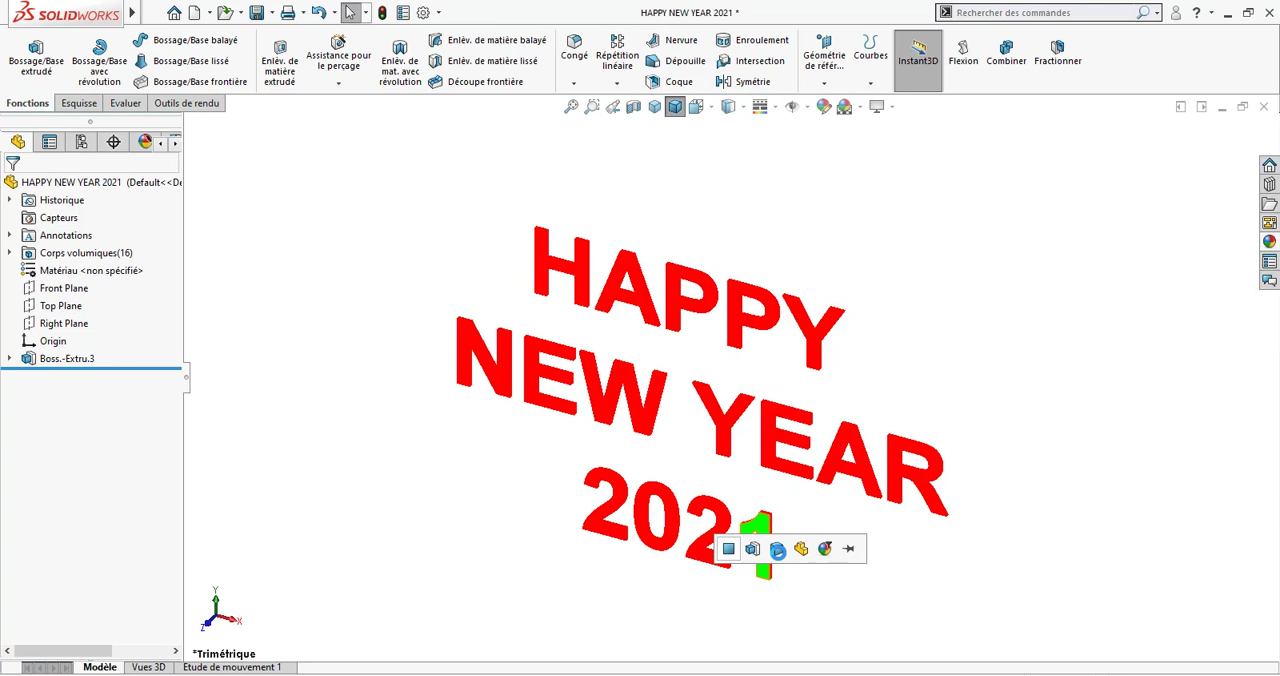 SOLIDWORKS
HAPPY NEW YEAR 2021 *
Rechercher des commandes
Bossage/Base extrudé
Bossage/Base avec révolution
Bossage/Base balayé
Bossage/Base lissé
Bossage/Base frontière
Enlèv. de matière extrudé
Assistance pour le perçage
Enlèv. de mat. avec révolution
Enlèv. de matière balayé
Enlèv. de matière lissé
Découpe frontière
Congé
Répétition linéaire
Nervure
Dépouille
Coque
Enroulement
Intersection
Symétrie
Géométrie de référ...
Courbes
Instant3D
Flexion
Combiner
Fractionner
Fonctions
Esquisse
Evaluer
Outils de rendu
HAPPY NEW YEAR 2021 (Default<<De
Historique
Capteurs
Annotations
Corps volumiques(16)
Matériau <non spécifié>
Front Plane
Top Plane
Right Plane
Origin
Boss.-Extru.3
HAPPY
NEW YEAR
2021
Y
X
Z
*Trimétrique
Modèle
Vues 3D
Etude de mouvement 1